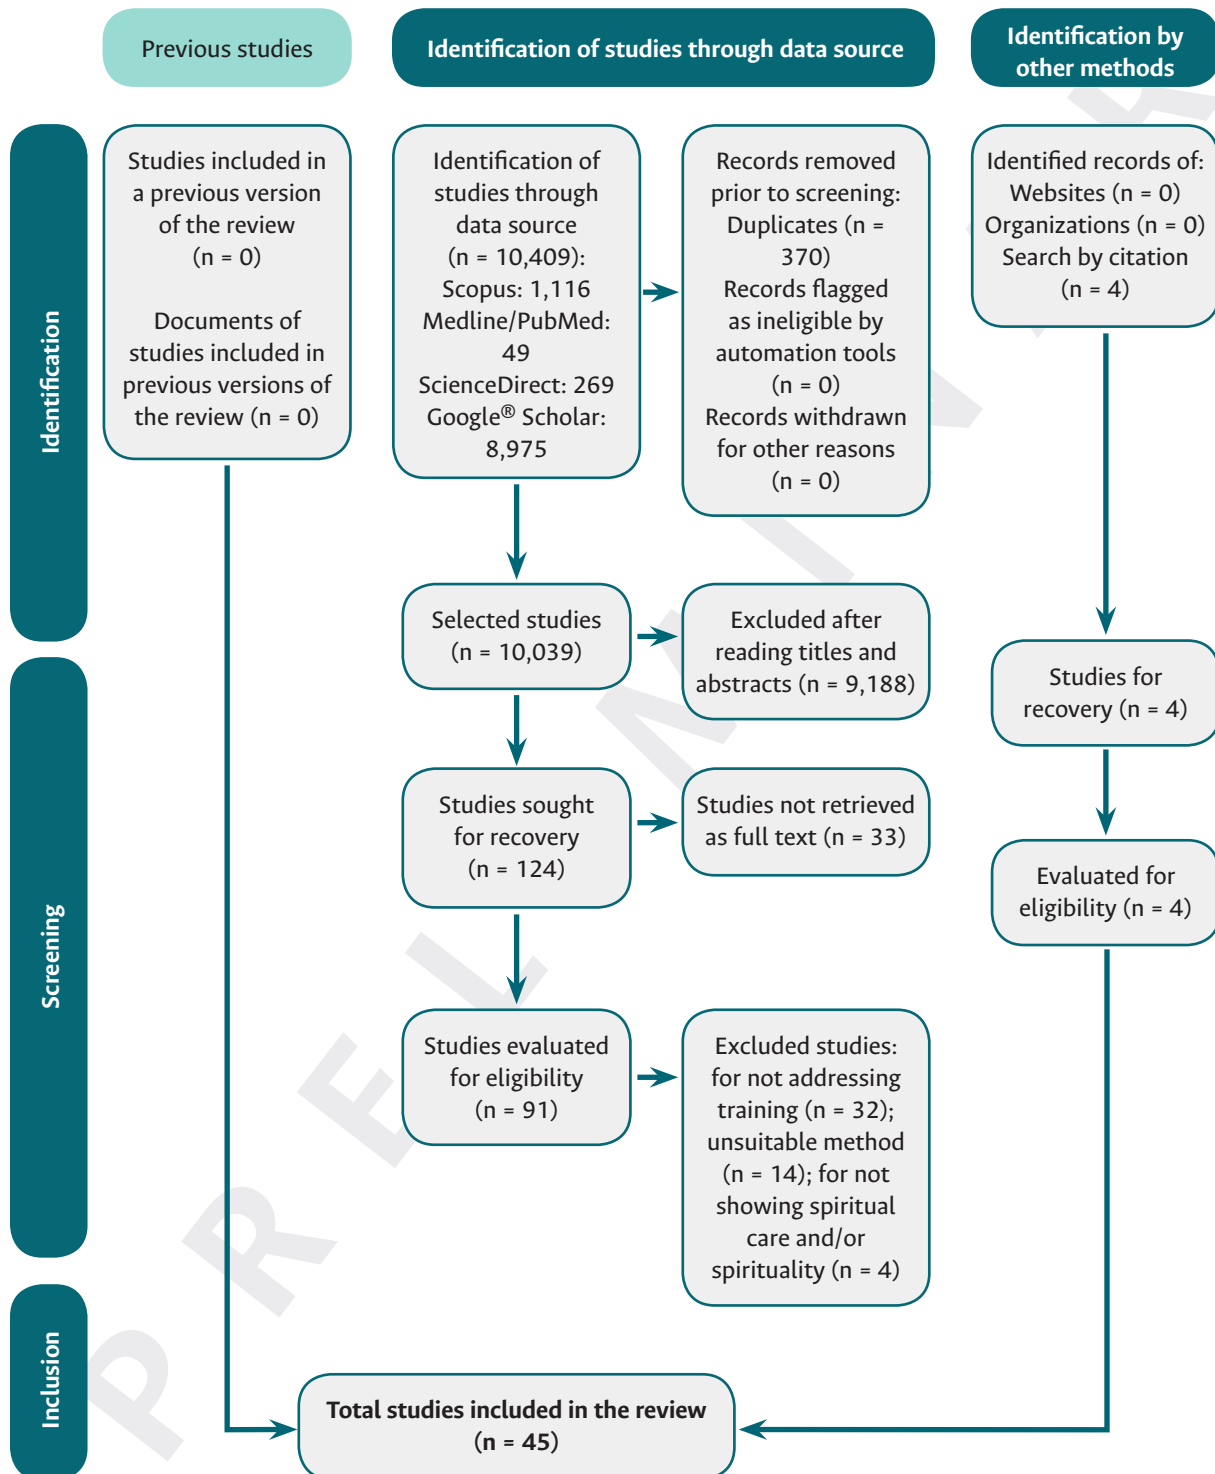 Previous studies
Identification of studies through data source
Identification by
other methods
Identification
Studies included in
a previous version
of the review
(n = 0)
Documents of
studies included in
previous versions of
the review (n = 0)
Identification of
studies through
data source
(n = 10,409):
Scopus: 1,116
Medline/PubMed:
49
ScienceDirect: 269
Google® Scholar:
8,975
Records removed
prior to screening:
Duplicates (n =
370)
Records flagged
as ineligible by
automation tools
(n = 0)
Records withdrawn
for other reasons
(n = 0)
Identified records of:
Websites (n = 0)
Organizations (n = 0)
Search by citation
(n = 4)
Selected studies
(n = 10,039)
Excluded after
reading titles and
abstracts (n = 9,188)
Screening
Studies for
recovery (n = 4)
Studies sought
for recovery
(n = 124)
Studies not retrieved
as full text (n = 33)
Evaluated for
eligibility (n = 4)
Studies evaluated
for eligibility
(n = 91)
Excluded studies:
for not addressing
training (n = 32);
unsuitable method
(n = 14); for not
showing spiritual
care and/or
spirituality (n = 4)
Inclusion
Total studies included in the review
(n = 45)